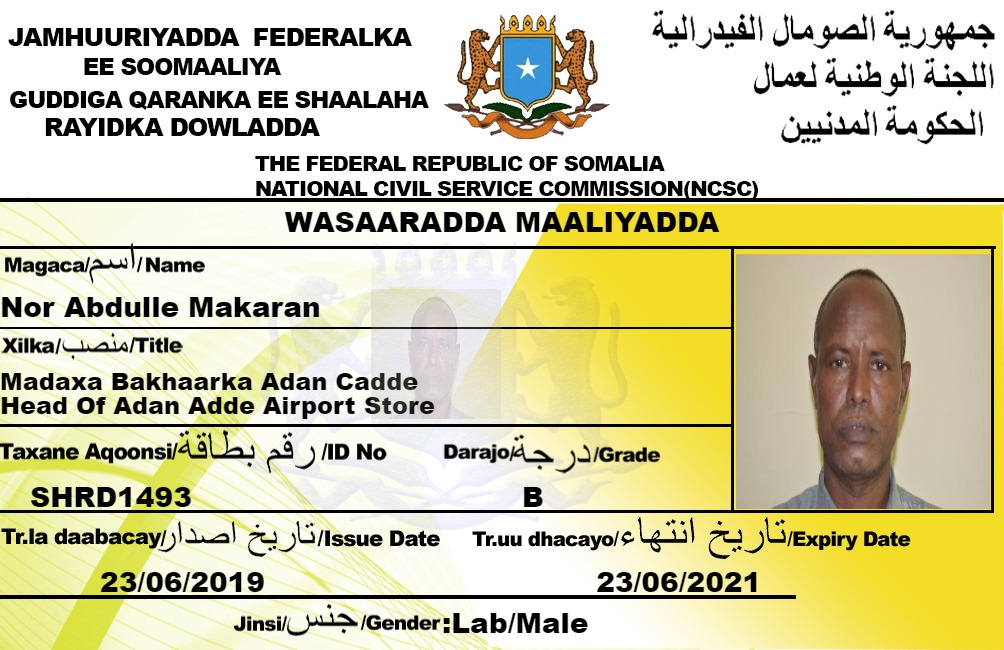 JAMHUURIYADDA FEDERALKA
EE SOOMAALIYA
GUDDIGA QARANKA EE SHAALAHA
RAYIDKA DOWLADDA
جمهورية الصومال الفيدرالية
اللجنة الوطنية لعمال
الحكومة المدنيين
THE FEDERAL REPUBLIC OF SOMALIA
NATIONAL CIVIL SERVICE COMMISSION(NCSC)
WASAARADDA MAALIYADDA
Magaca/اسم/Name
Nor Abdulle Makaran
Xilka/منصب/Title
Madaxa Bakhaarka Adan Cadde
Head Of Adan Adde Airport Store
Taxane Aqoonsi/رقم بطاقة/ID No
SHRD1493
Darajo/درجة/Grade
B
Tr.la daabacay/تاريخ اصدار/Issue Date
23/06/2019
Tr.uu dhacayo/تاريخ انتهاء/Expiry Date
23/06/2021
Jinsi/جنس/Gender:Lab/Male